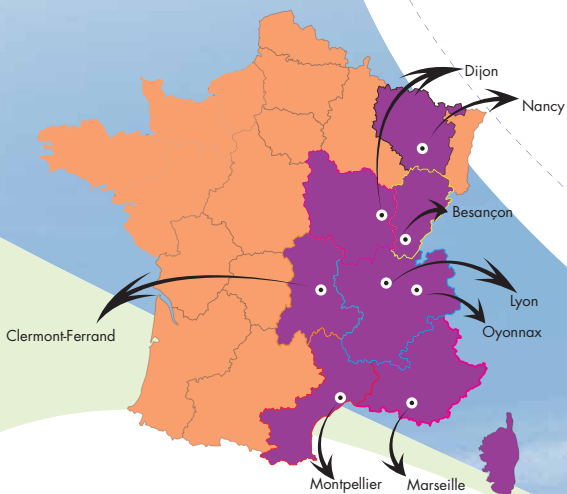 Dijon
Nancy
Besançon
Lyon
Oyonnax
Clermont-Ferrand
Montpellier
Marseille